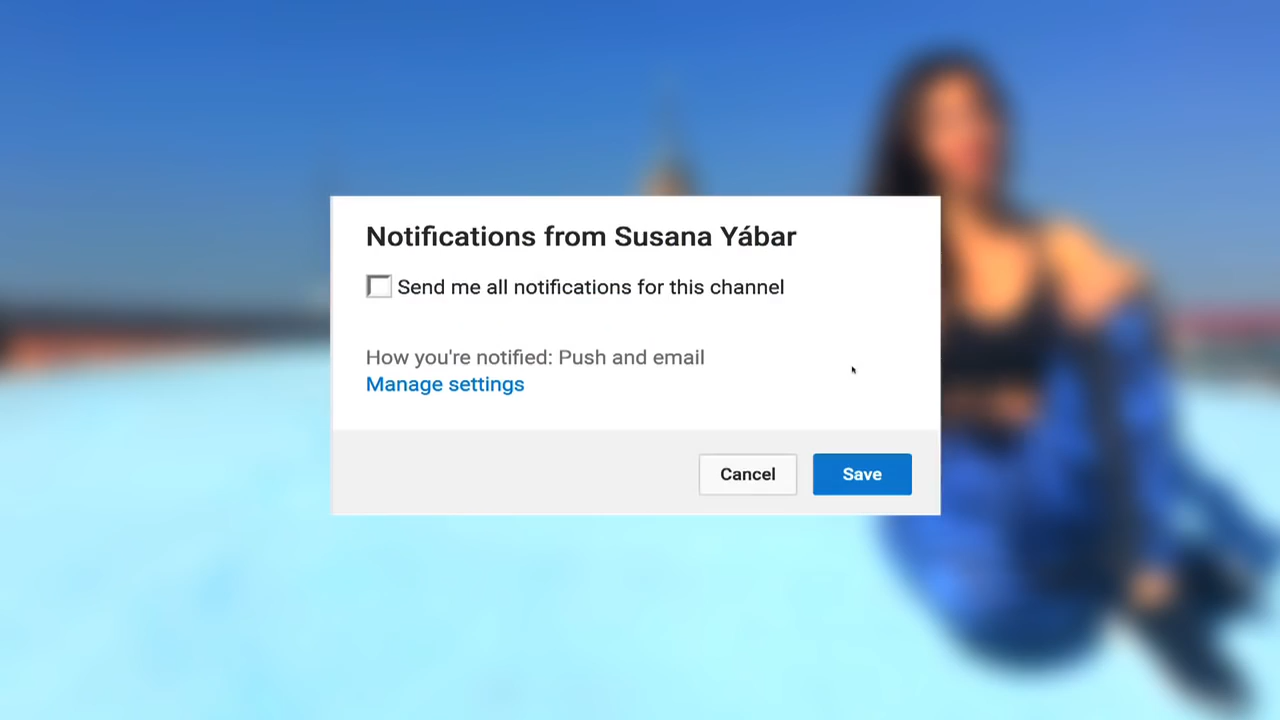 Notifications from Susana Yábar
Send me all notifications for this channel
How you're notified: Push and email
Manage settings
Cancel
Save